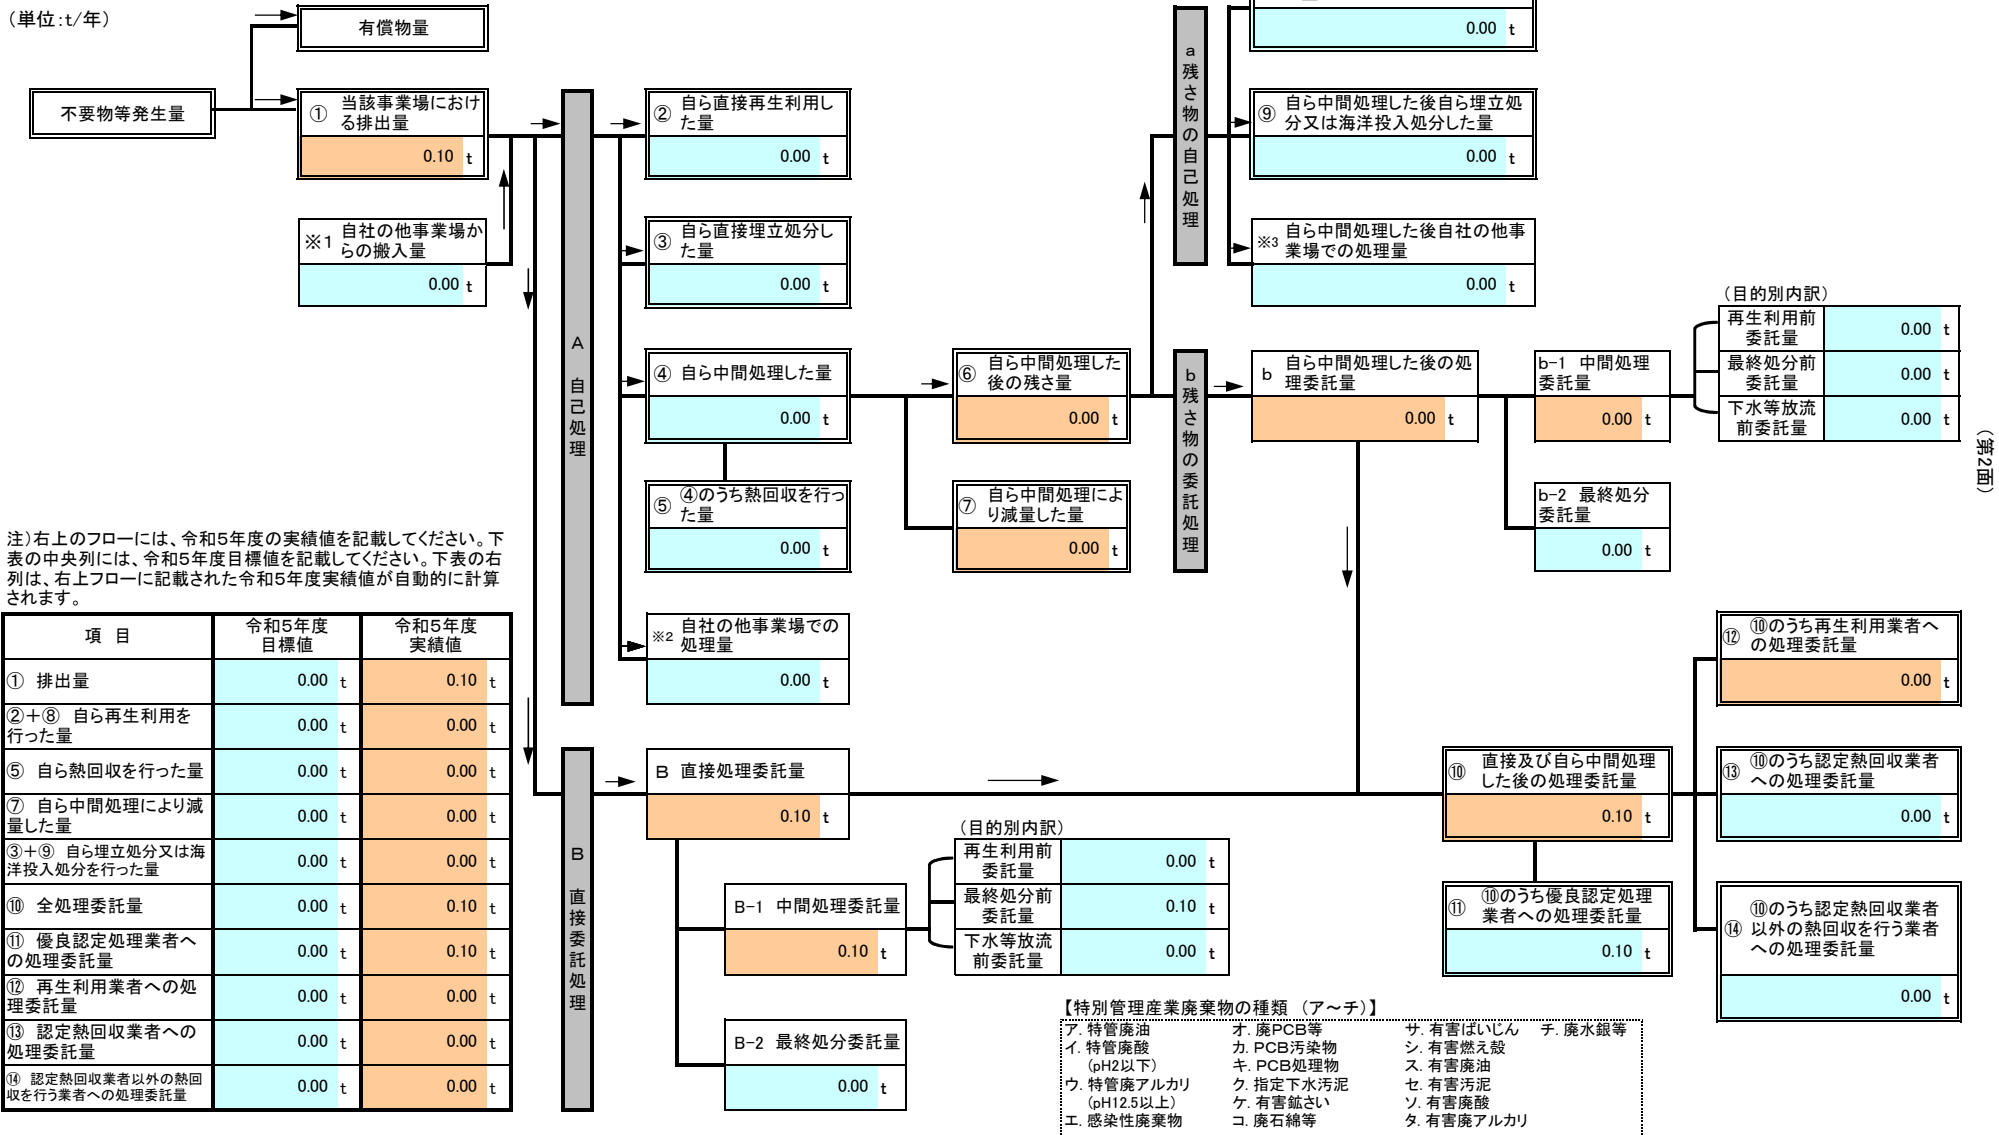 （単位：t/年）
有償物量
不要物等発生量
① 当該事業場におけ
る排出量
0.10 t
※1 自社の他事業場か
らの搬入量
0.00 t
A 自己処理
② 自ら直接再生利用し
た量
0.00 t
③ 自ら直接埋立処分し
た量
0.00 t
④ 自ら中間処理した量
0.00 t
⑤ ④のうち熱回収を行っ
た量
0.00 t
※2 自社の他事業場での
処理量
0.00 t
⑥ 自ら中間処理した
後の残さ量
0.00 t
⑦ 自ら中間処理によ
り減量した量
0.00 t
a 残さ物の自己処理
0.00 t
⑨ 自ら中間処理した後自ら埋立処
分又は海洋投入処分した量
0.00 t
※3 自ら中間処理した後自社の他事
業場での処理量
0.00 t
b 残さ物の委託処理
b 自ら中間処理した後の処
理委託量
0.00 t
b-1 中間処理
委託量
0.00 t
（目的別内訳）
再生利用前
委託量
0.00 t
最終処分前
委託量
0.00 t
下水等放流
前委託量
0.00 t
b-2 最終処分
委託量
0.00 t
（第2面）
注）右上のフローには、令和5年度の実績値を記載してください。下
表の中央列には、令和5年度目標値を記載してください。下表の右
列は、右上フローに記載された令和5年度実績値が自動的に計算
されます。
項 目 令和5年度
目標値 令和5年度
実績値
① 排出量 0.00 t 0.10 t
②＋⑧ 自ら再生利用を
行った量 0.00 t 0.00 t
⑤ 自ら熱回収を行った量 0.00 t 0.00 t
⑦ 自ら中間処理により減
量した量 0.00 t 0.00 t
③＋⑨ 自ら埋立処分又は海
洋投入処分を行った量 0.00 t 0.00 t
⑩ 全処理委託量 0.00 t 0.10 t
⑪ 優良認定処理業者へ
の処理委託量 0.00 t 0.10 t
⑫ 再生利用業者への処
理委託量 0.00 t 0.00 t
⑬ 認定熱回収業者への
処理委託量 0.00 t 0.00 t
⑭ 認定熱回収業者以外の熱回
収を行う業者への処理委託量 0.00 t 0.00 t
B 直接委託処理
B 直接処理委託量
0.10 t
B-1 中間処理委託量
0.10 t
（目的別内訳）
再生利用前
委託量
0.00 t
最終処分前
委託量
0.10 t
下水等放流
前委託量
0.00 t
B-2 最終処分委託量
0.00 t
⑩ 直接及び自ら中間処理
した後の処理委託量
0.10 t
⑪ ⑩のうち優良認定処理
業者への処理委託量
0.10 t
⑫ ⑩のうち再生利用業者へ
の処理委託量
0.00 t
⑬ ⑩のうち認定熱回収業者
への処理委託量
0.00 t
⑭ ⑩のうち認定熱回収業者
以外の熱回収を行う業者
への処理委託量
0.00 t
【特別管理産業廃棄物の種類 （ア～チ）】
ア. 特管廃油 オ. 廃PCB等 サ. 有害ばいじん チ. 廃水銀等
イ. 特管廃酸 カ. PCB汚染物 シ. 有害燃え殻
（pH2以下） キ. PCB処理物 ス. 有害廃油
ウ. 特管廃アルカリ ク. 指定下水汚泥 セ. 有害汚泥
（pH12.5以上） ケ. 有害鉱さい ソ. 有害廃酸
エ. 感染性廃棄物 コ. 廃石綿等 タ. 有害廃アルカリ